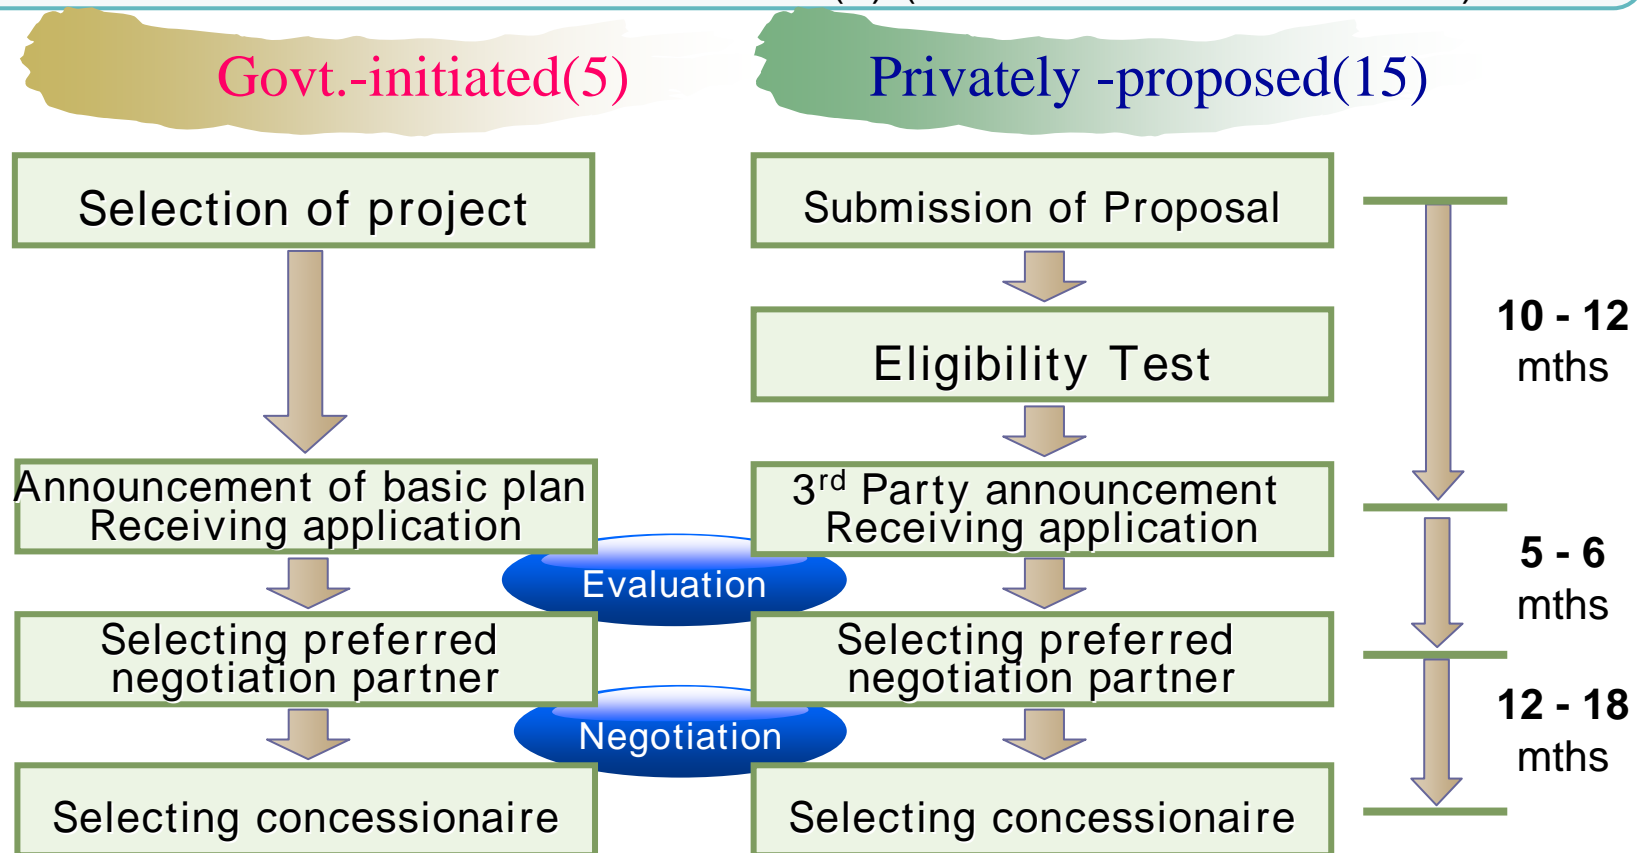 Govt.-initiated(5)
Privately -proposed(15)
Selection of project
Announcement of basic plan
Receiving application
Selecting preferred
negotiation partner
Selecting concessionaire
Evaluation
Negotiation
Submission of Proposal
Eligibility Test
3rd Party announcement
Receiving application
Selecting preferred
negotiation partner
Selecting concessionaire
10 - 12
mths
5 - 6
mths
12 - 18
mths